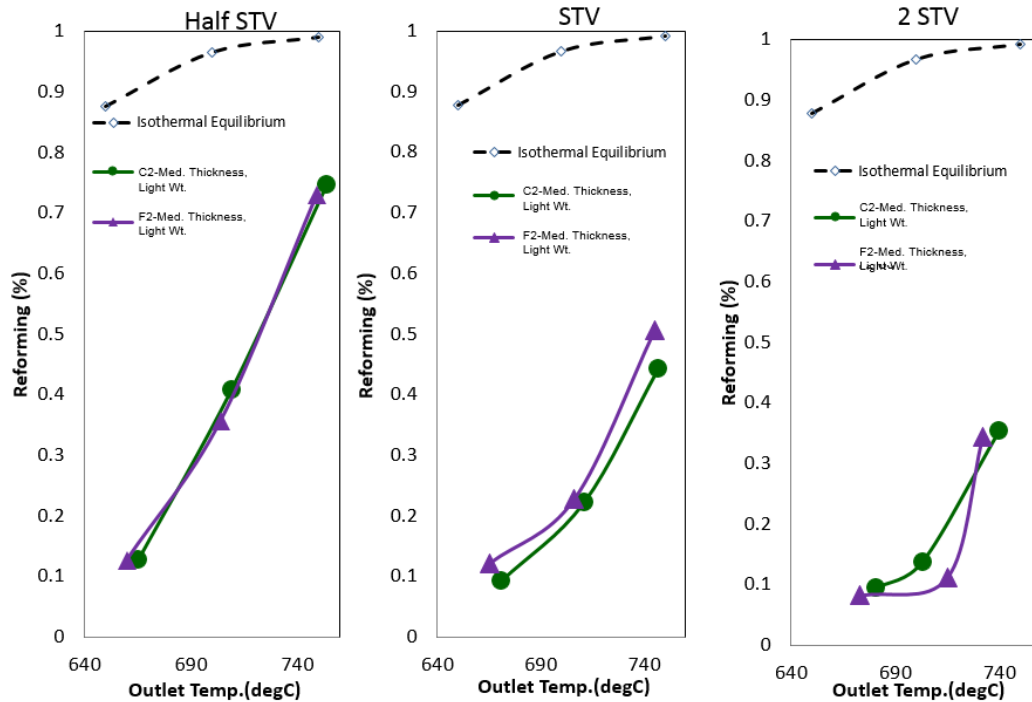 Half STV
1
0.9
0.8
0.7
0.6
0.5
0.4
0.3
0.2
0.1
0
Reforming (%)
Isothermal Equilibrium
C2-Med. Thickness,
Light Wt.
F2-Med. Thickness,
Light Wt.
640
690
740
Outlet Temp.(degC)
STV
1
0.9
0.8
0.7
0.6
0.5
0.4
0.3
0.2
0.1
0
Reforming (%)
Isothermal Equilibrium
C2-Med. Thickness,
Light Wt.
F2-Med. Thickness,
Light Wt.
640
690
740
Outlet Temp.(degC)
2 STV
1
0.9
0.8
0.7
0.6
0.5
0.4
0.3
0.2
0.1
0
Reforming (%)
Isothermal Equilibrium
C2-Med. Thickness,
Light Wt.
F2-Med. Thickness,
Light Wt.
640
690
740
Outlet Temp.(degC)